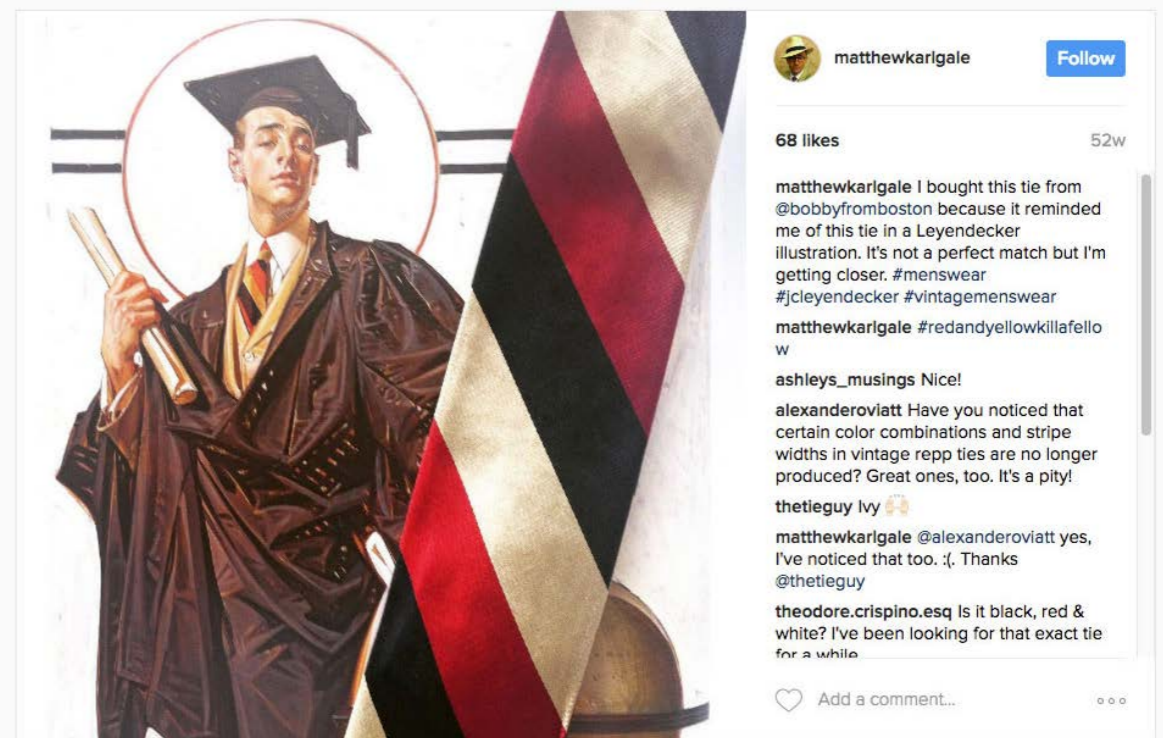 matthewkarlgale
Follow
68 likes
52w
matthewkarlgale I bought this tie from
@bobbyfromboston because it reminded
me of this tie in a Leyendecker
illustration. It's not a perfect match but I'm
getting closer. #menswear
#jcleyendecker #vintagemenswear
matthewkarlgale #redandyellowkillafello
w
ashleys_musings Nice!
alexanderoviatt Have you noticed that
certain color combinations and stripe
widths in vintage repp ties are no longer
produced? Great ones, too. It's a pity!
thetieguy Ivy 🙌🏻
matthewkarlgale @alexanderoviatt yes,
I've noticed that too. :(. Thanks
@thetieguy
theodore.crispino.esq Is it black, red &
white? I've been looking for that exact tie
for a while
Add a comment...